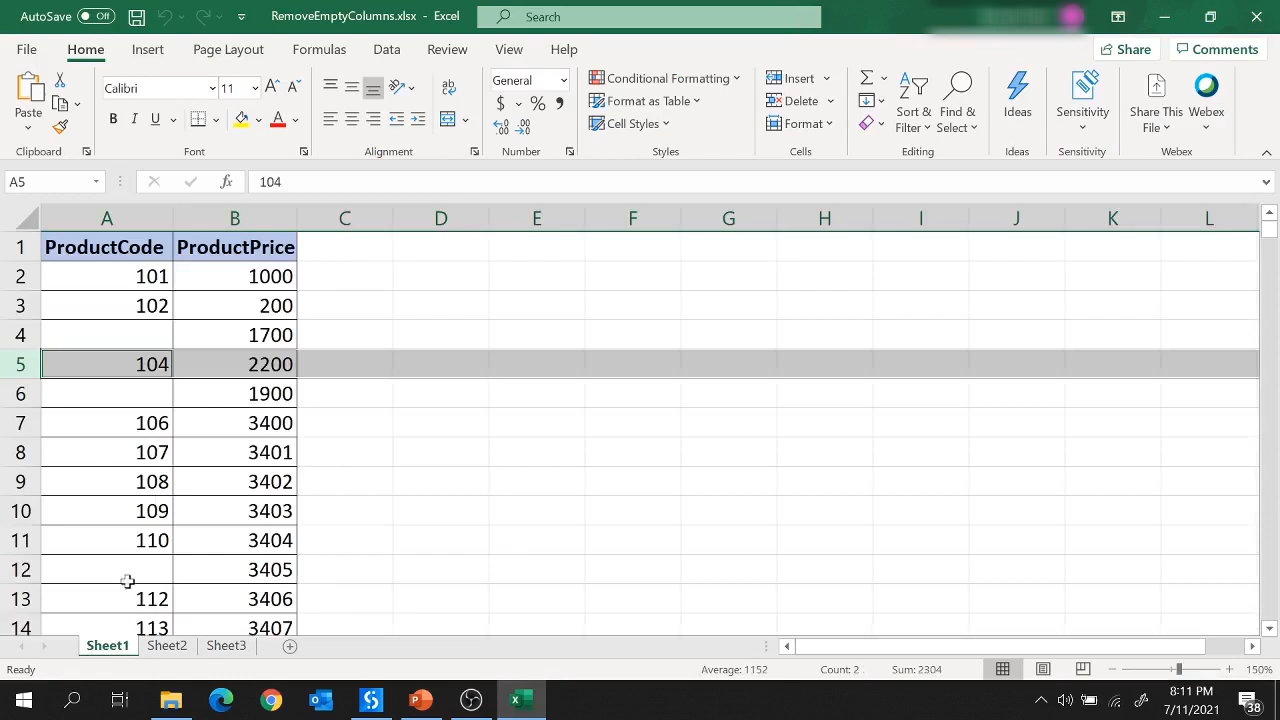 AutoSave Off RemoveEmptyColumns.xlsx - Excel Search
File Home Insert Page Layout Formulas Data Review View Help Share Comments
Paste
Clipboard
Calibri 11
B I U A
Font
Alignment
General
$ % 9
Number
Conditional Formatting
Format as Table
Cell Styles
Styles
Insert
Delete
Format
Cells
Sort & Filter
Find & Select
Editing
Ideas
Ideas
Sensitivity
Sensitivity
Share This File
Webex
Webex
A5 fx 104
A B C D E F G H I J K L
1 ProductCode ProductPrice
2 101 1000
3 102 200
4 1700
5 104 2200
6 1900
7 106 3400
8 107 3401
9 108 3402
10 109 3403
11 110 3404
12 3405
13 112 3406
14 113 3407
Sheet1 Sheet2 Sheet3
Ready Average: 1152 Count: 2 Sum: 2304 150%
8:11 PM
7/11/2021
38